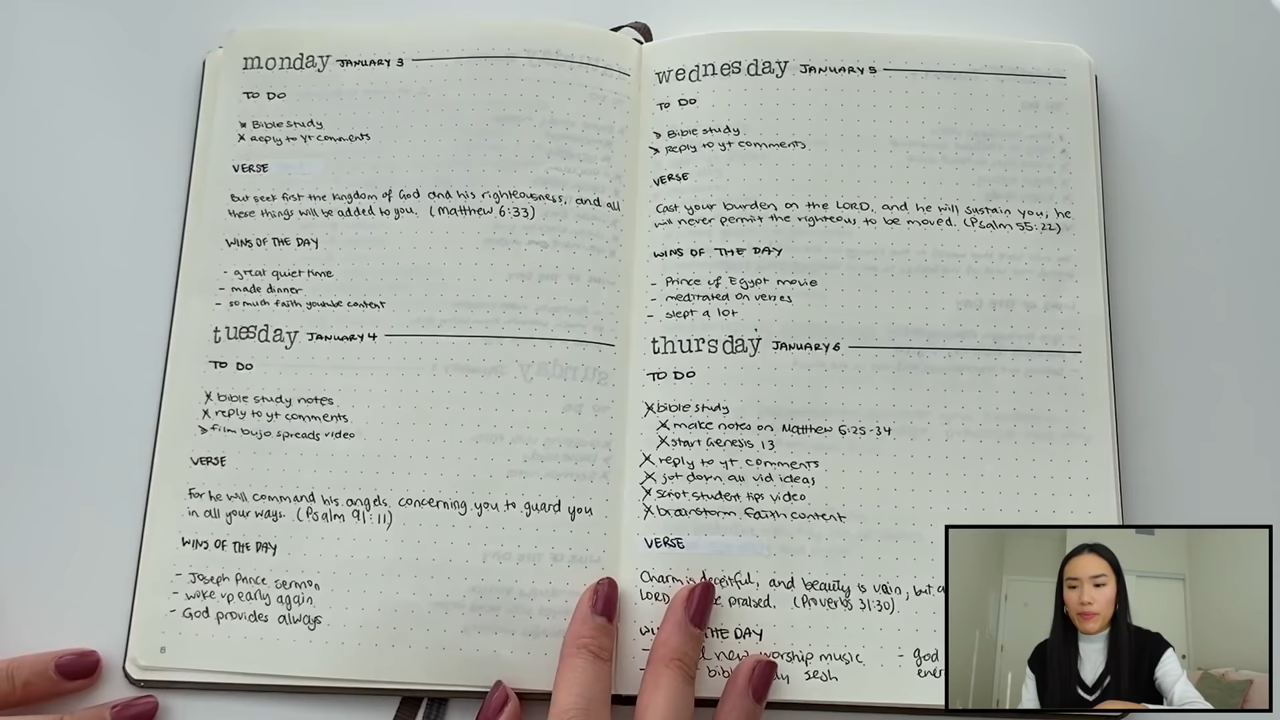 monday JANUARY 3
TO DO
> Bible study
x Reply to YT comments
VERSE
But seek first the kingdom of God and his righteousness, and all
these things will be added to you. (Matthew 6:33)
WINS OF THE DAY
- great quiet time
- made dinner
- so much faith youtube content
tuesday JANUARY 4
TO DO
x bible study notes
x reply to yt comments
> film bujo spreads video
VERSE
For he will command his angels concerning you to guard you
in all your ways. (Psalm 91:11)
WINS OF THE DAY
- Joseph Prince sermon
- woke up early again
- God provides always
6
wednesday JANUARY 5
TO DO
> Bible study
> Reply to yt comments
VERSE
Cast your burden on the LORD, and he will sustain you, he
will never permit the righteous to be moved. (Psalm 55:22)
WINS OF THE DAY
- Prince of Egypt movie
- meditated on verses
- slept a lot
thursday JANUARY 6
TO DO
x bible study
x make notes on Matthew 6:25-34
x start Genesis 13
x reply to yt comments
x jot down all vid ideas
x script student tips video
x brainstorm faith content
VERSE
Charm is deceitful, and beauty is vain, but a
LORD praised. (Proverbs 31:30)
THE DAY
new worship music - god
sesh